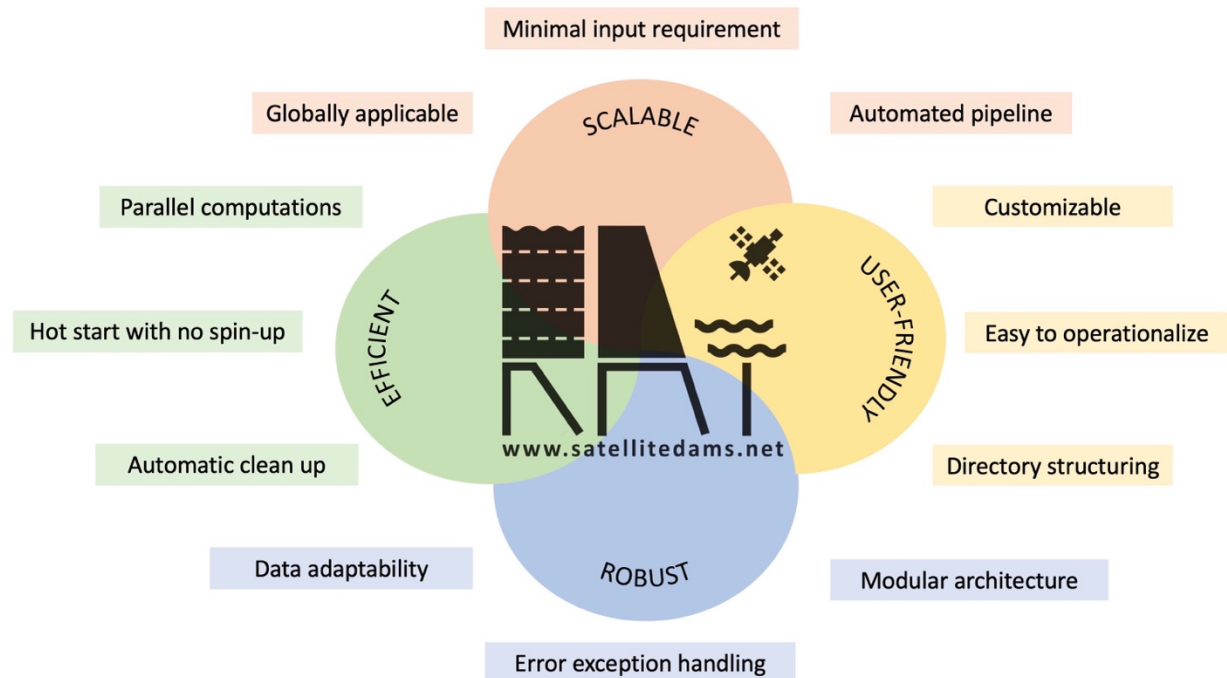 Minimal input requirement
Globally applicable
SCALABLE
Automated pipeline
Parallel computations
Customizable
EFFICIENT
USER-FRIENDLY
Hot start with no spin-up
Easy to operationalize
RAT
www.satellitedams.net
Automatic clean up
Directory structuring
Data adaptability
ROBUST
Modular architecture
Error exception handling